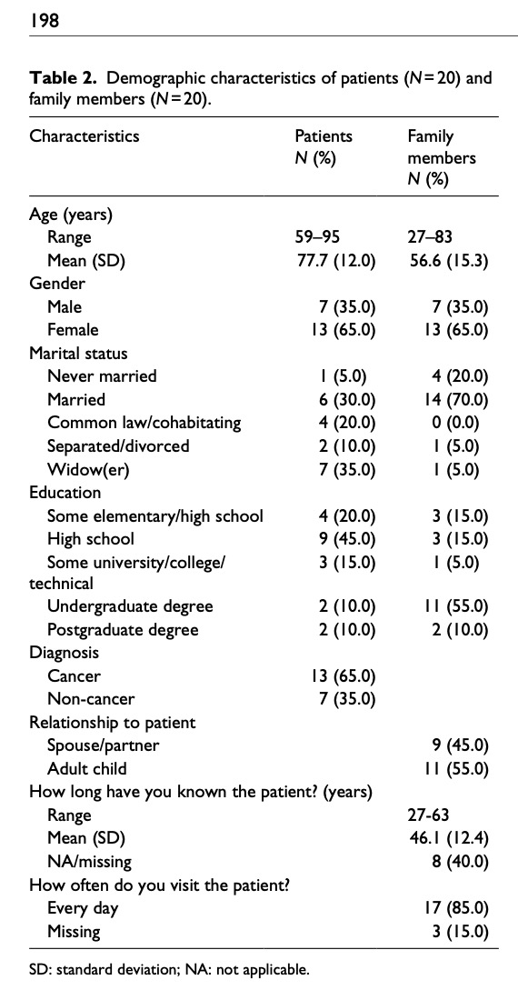 198
Table 2. Demographic characteristics of patients (N = 20) and
family members (N = 20).
Characteristics Patients N (%) Family members N (%)
Age (years)
Range 59–95 27–83
Mean (SD) 77.7 (12.0) 56.6 (15.3)
Gender
Male 7 (35.0) 7 (35.0)
Female 13 (65.0) 13 (65.0)
Marital status
Never married 1 (5.0) 4 (20.0)
Married 6 (30.0) 14 (70.0)
Common law/cohabitating 4 (20.0) 0 (0.0)
Separated/divorced 2 (10.0) 1 (5.0)
Widow(er) 7 (35.0) 1 (5.0)
Education
Some elementary/high school 4 (20.0) 3 (15.0)
High school 9 (45.0) 3 (15.0)
Some university/college/ 3 (15.0) 1 (5.0)
technical
Undergraduate degree 2 (10.0) 11 (55.0)
Postgraduate degree 2 (10.0) 2 (10.0)
Diagnosis
Cancer 13 (65.0)
Non-cancer 7 (35.0)
Relationship to patient
Spouse/partner 9 (45.0)
Adult child 11 (55.0)
How long have you known the patient? (years)
Range 27-63
Mean (SD) 46.1 (12.4)
NA/missing 8 (40.0)
How often do you visit the patient?
Every day 17 (85.0)
Missing 3 (15.0)
SD: standard deviation; NA: not applicable.